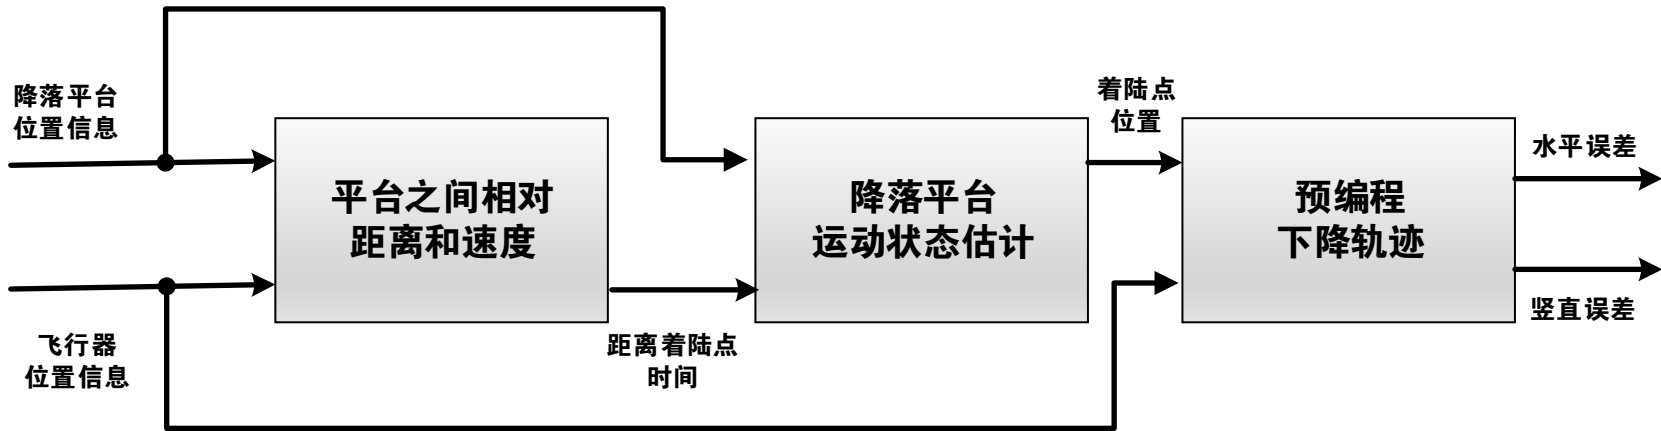 降落平台
位置信息
飞行器
位置信息
平台之间相对
距离和速度
距离着陆点
时间
降落平台
运动状态估计
着陆点
位置
预编程
下降轨迹
水平误差
竖直误差